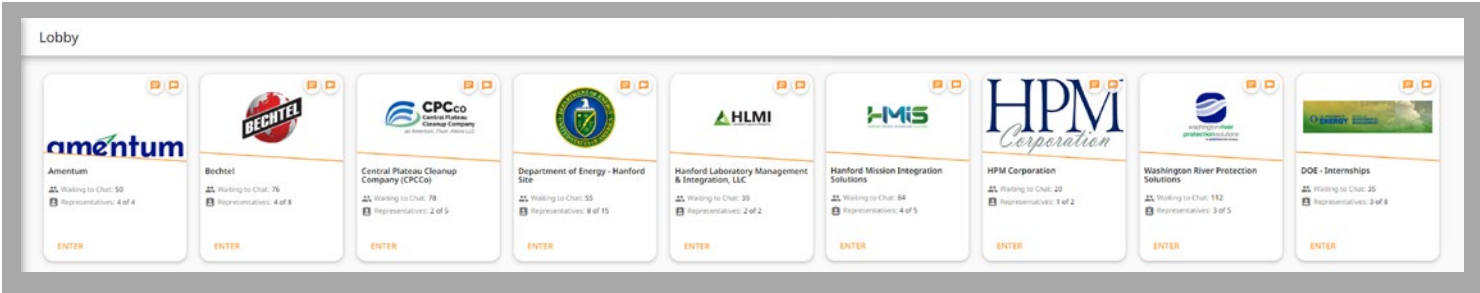 Lobby
amentum
Amentum
Waiting to Chat: 50
Representatives: 4 of 4
ENTER
BECHTEL
Bechtel
Waiting to Chat: 76
Representatives: 4 of 8
ENTER
CPCco
Central Plateau
Cleanup Company
Central Plateau Cleanup
Company (CPCCo)
Waiting to Chat: 78
Representatives: 2 of 5
ENTER
Department of Energy - Hanford
Site
Waiting to Chat: 55
Representatives: 8 of 15
ENTER
HLMI
Hanford Laboratory Management
& Integration, LLC
Waiting to Chat: 39
Representatives: 2 of 2
ENTER
HMiS
Hanford Mission Integration
Solutions
Waiting to Chat: 84
Representatives: 4 of 5
ENTER
HPM
Corporation
HPM Corporation
Waiting to Chat: 20
Representatives: 1 of 2
ENTER
washingtonriver
protectionsolutions
Washington River Protection
Solutions
Waiting to Chat: 112
Representatives: 3 of 5
ENTER
ENERGY
DOE - Internships
Waiting to Chat: 35
Representatives: 3 of 8
ENTER